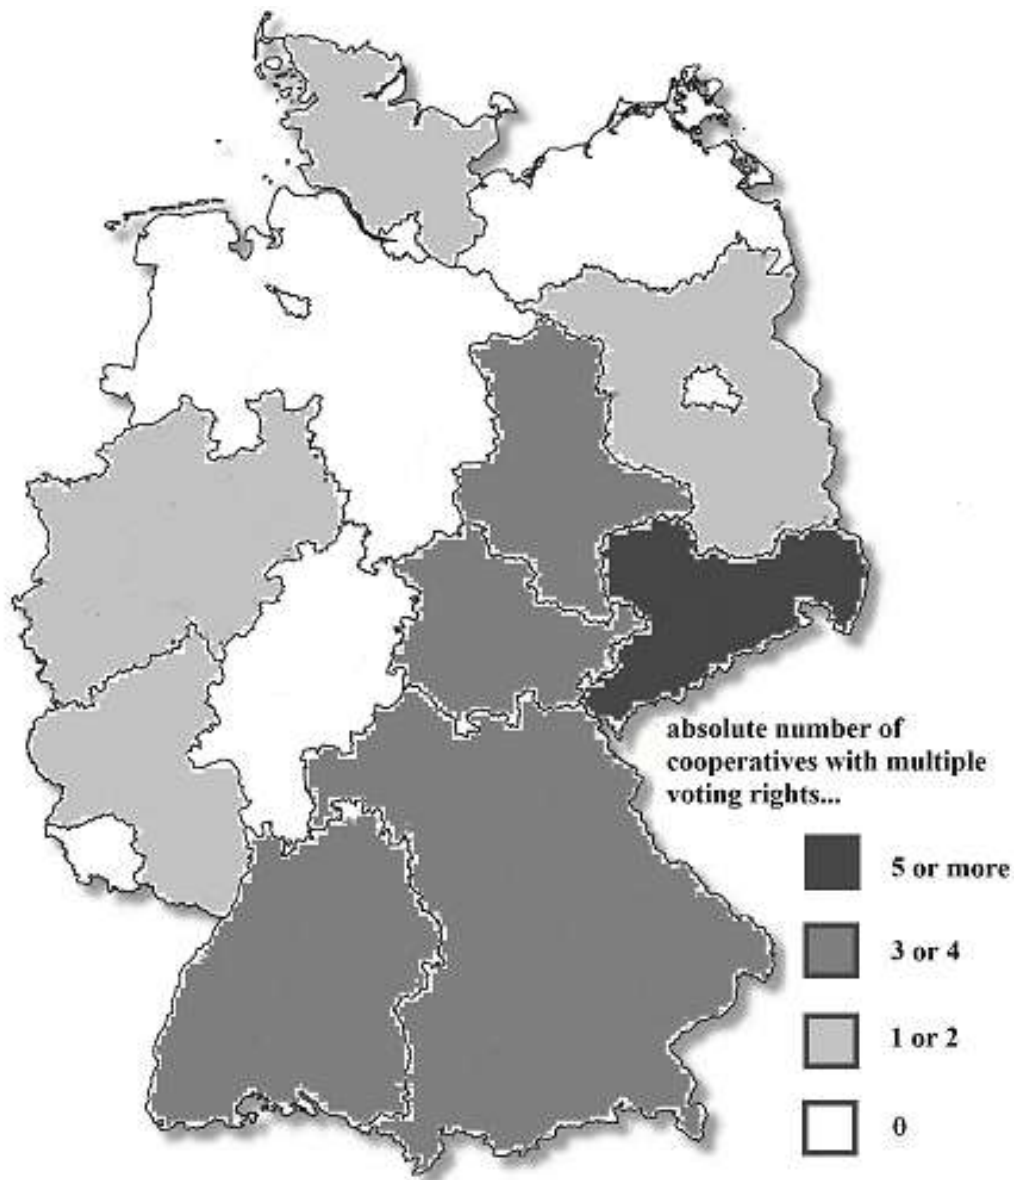 absolute number of
cooperatives with multiple
voting rights...
5 or more
3 or 4
1 or 2
0